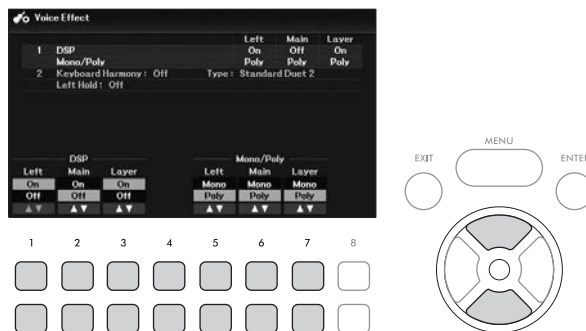 Voice Effect
Left Main Layer
1 DSP On Off On
Mono/Poly Poly Poly Poly
2 Keyboard Harmony : Off Type : Standard Duet 2
Left Hold : Off
DSP Mono/Poly
Left Main Layer Left Main Layer
On On On Mono Mono Mono
Off Off Off Poly Poly Poly
▲▼ ▲▼ ▲▼ ▲▼ ▲▼ ▲▼
1 2 3 4 5 6 7 8
MENU
EXIT ENTER